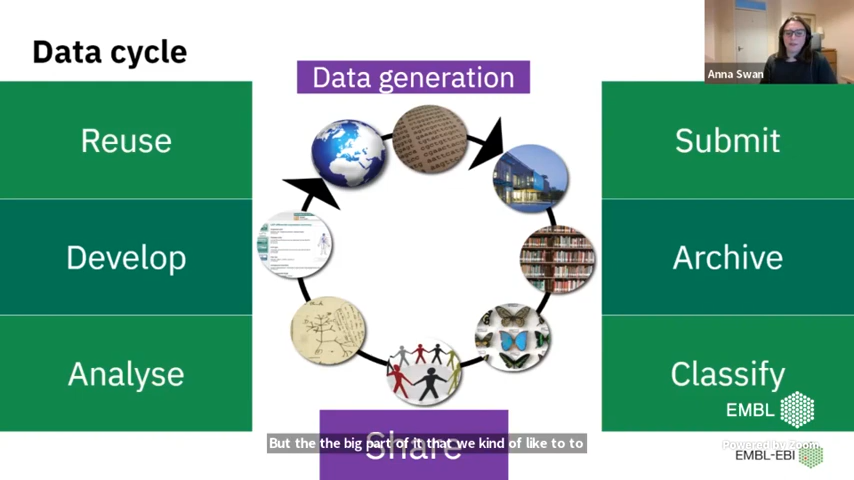 Data cycle
Anna Swan
Data generation
Reuse
Submit
Develop
Archive
Analyse
Classify
EMBL
Share
But the the big part of it that we kind of like to to
Powered by Zoom
EMBL-EBI